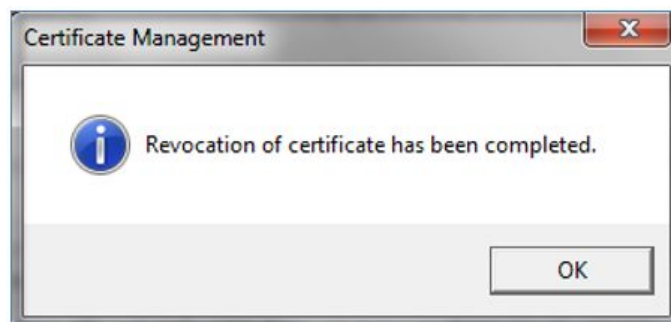 Certificate Management
Revocation of certificate has been completed.
OK